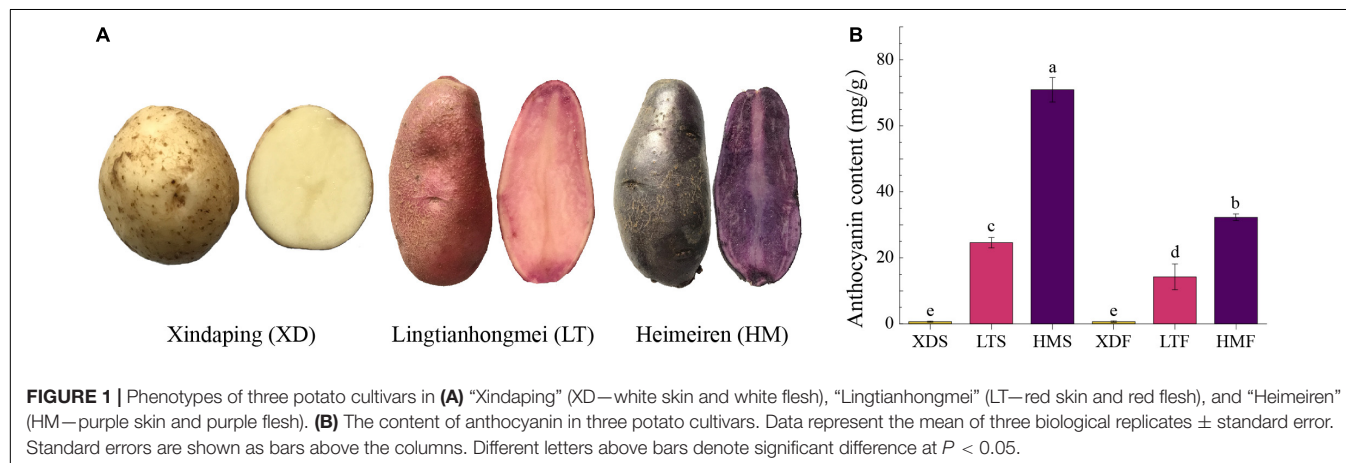 A
Xindaping (XD)
Lingtianhongmei (LT)
Heimeiren (HM)
B
Anthocyanin content (mg/g)
80
50
40
20
0
e
c
a
e
d
b
XDS
LTS
HMS
XDF
LTF
HMF
FIGURE 1 | Phenotypes of three potato cultivars in (A) “Xindaping” (XD—white skin and white flesh), “Lingtianhongmei” (LT—red skin and red flesh), and “Heimeiren”
(HM—purple skin and purple flesh). (B) The content of anthocyanin in three potato cultivars. Data represent the mean of three biological replicates ± standard error.
Standard errors are shown as bars above the columns. Different letters above bars denote significant difference at P < 0.05.